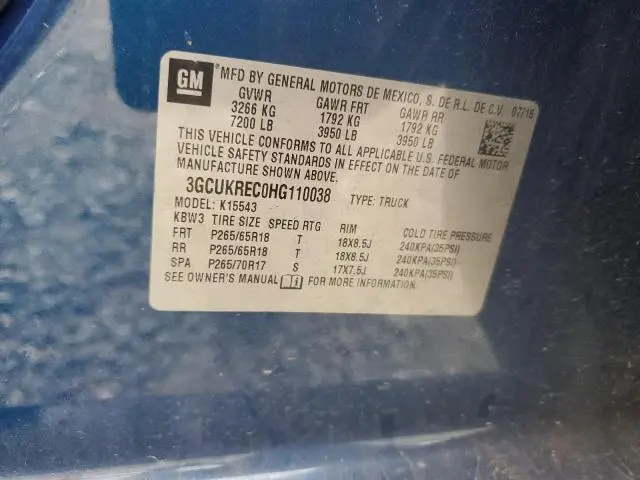 GM
MFD BY GENERAL MOTORS DE MEXICO, S. DE R.L. DE C.V. 07/16
GVWR GAWR FRT GAWR RR
3266 KG 1792 KG 1792 KG
7200 LB 3950 LB 3950 LB
THIS VEHICLE CONFORMS TO ALL APPLICABLE U.S. FEDERAL MOTOR
VEHICLE SAFETY STANDARDS IN EFFECT ON THE DATE OF
MANUFACTURE SHOWN ABOVE.
3GCUKREC0HG110038 TYPE: TRUCK
MODEL: K15543
KBW3 TIRE SIZE SPEED RTG RIM COLD TIRE PRESSURE
FRT P265/65R18 T 18X8.5J 240KPA(35PSI)
RR P265/65R18 T 18X8.5J 240KPA(35PSI)
SPA P265/70R17 S 17X7.5J 240KPA(35PSI)
SEE OWNER'S MANUAL FOR MORE INFORMATION.